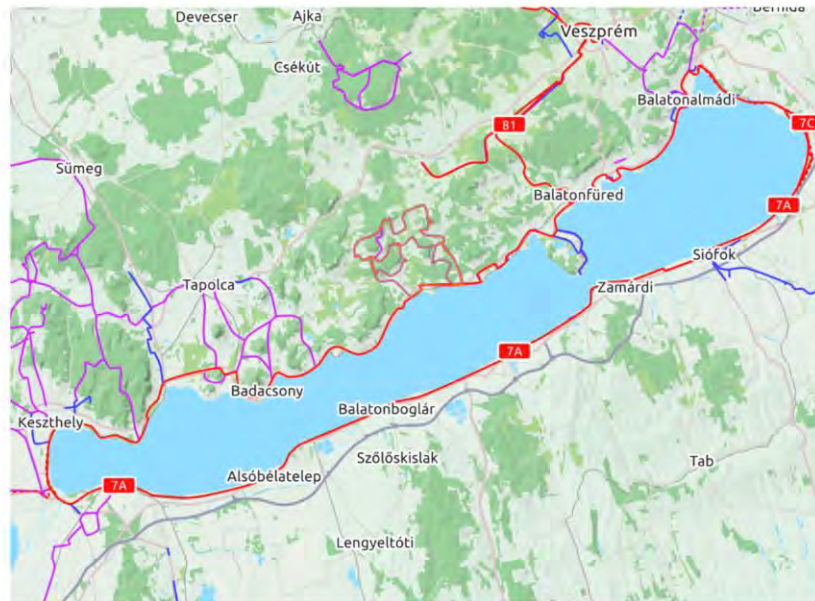 Devecser
Ajka
Berhida
Veszprém
Csékút
Balatonalmádi
81
7C
Sümeg
Balatonfüred
7A
Siófok
Tapolca
Zamárdi
7A
Badacsony
Balatonboglár
Keszthely
Szőlőskislak
Tab
Alsóbélatelep
7A
Lengyeltóti